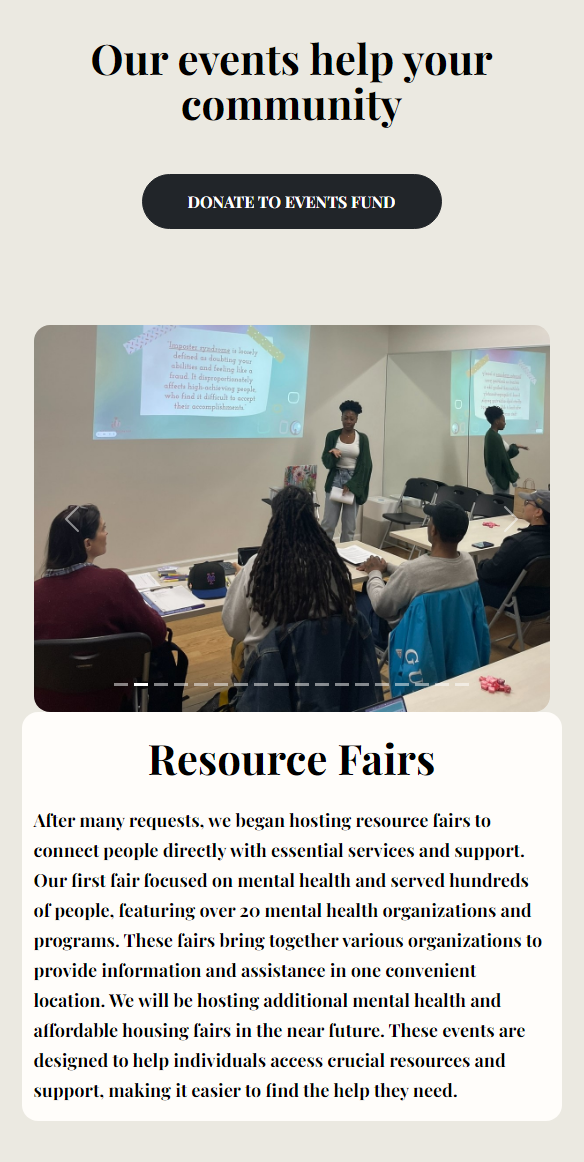 Our events help your
community
DONATE TO EVENTS FUND
"Imposter syndrome is loosely
defined as doubting your
abilities and feeling like a
fraud. It disproportionately
affects high-achieving people,
who find it difficult to accept
their accomplishments.
GU
Resource Fairs
After many requests, we began hosting resource fairs to
connect people directly with essential services and support.
Our first fair focused on mental health and served hundreds
of people, featuring over 20 mental health organizations and
programs. These fairs bring together various organizations to
provide information and assistance in one convenient
location. We will be hosting additional mental health and
affordable housing fairs in the near future. These events are
designed to help individuals access crucial resources and
support, making it easier to find the help they need.